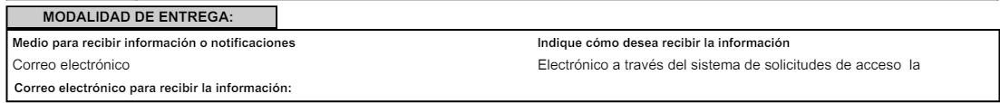 MODALIDAD DE ENTREGA:
Medio para recibir información o notificaciones
Indique cómo desea recibir la información
Correo electrónico
Electrónico a través del sistema de solicitudes de acceso la
Correo electrónico para recibir la información: